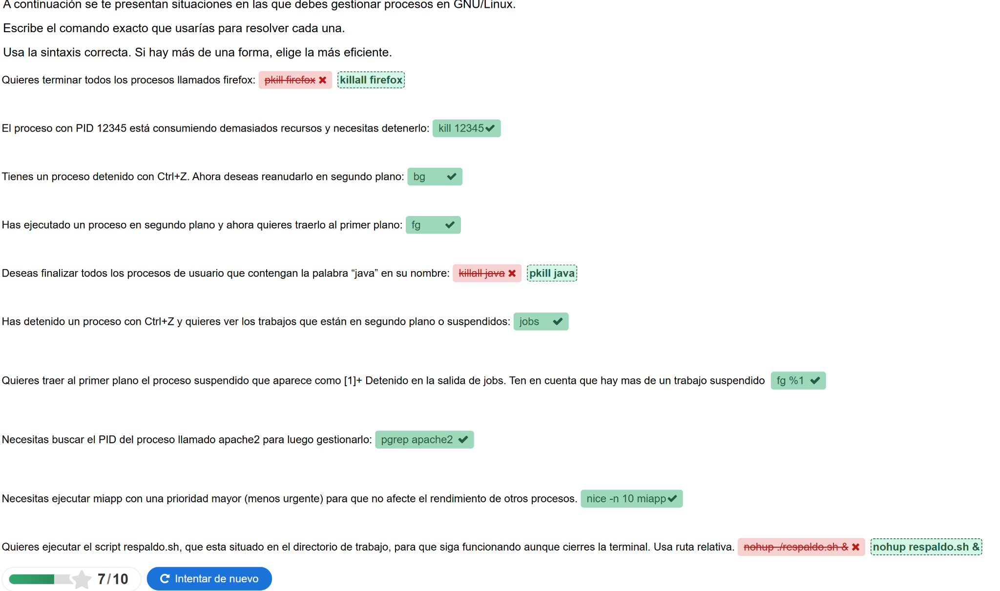 A continuación se te presentan situaciones en las que debes gestionar procesos en GNU/Linux.
Escribe el comando exacto que usarías para resolver cada una.
Usa la sintaxis correcta. Si hay más de una forma, elige la más eficiente.
Quieres terminar todos los procesos llamados firefox: pkill firefox killall firefox
El proceso con PID 12345 está consumiendo demasiados recursos y necesitas detenerlo: kill 12345
Tienes un proceso detenido con Ctrl+Z. Ahora deseas reanudarlo en segundo plano: bg
Has ejecutado un proceso en segundo plano y ahora quieres traerlo al primer plano: fg
Deseas finalizar todos los procesos de usuario que contengan la palabra “java” en su nombre: killall java pkill java
Has detenido un proceso con Ctrl+Z y quieres ver los trabajos que están en segundo plano o suspendidos: jobs
Quieres traer al primer plano el proceso suspendido que aparece como [1]+ Detenido en la salida de jobs. Ten en cuenta que hay mas de un trabajo suspendido fg %1
Necesitas buscar el PID del proceso llamado apache2 para luego gestionarlo: pgrep apache2
Necesitas ejecutar miapp con una prioridad mayor (menos urgente) para que no afecte el rendimiento de otros procesos. nice -n 10 miapp
Quieres ejecutar el script respaldo.sh, que esta situado en el directorio de trabajo, para que siga funcionando aunque cierres la terminal. Usa ruta relativa. nohup ./respaldo.sh & nohup respaldo.sh &
7/10 Intentar de nuevo